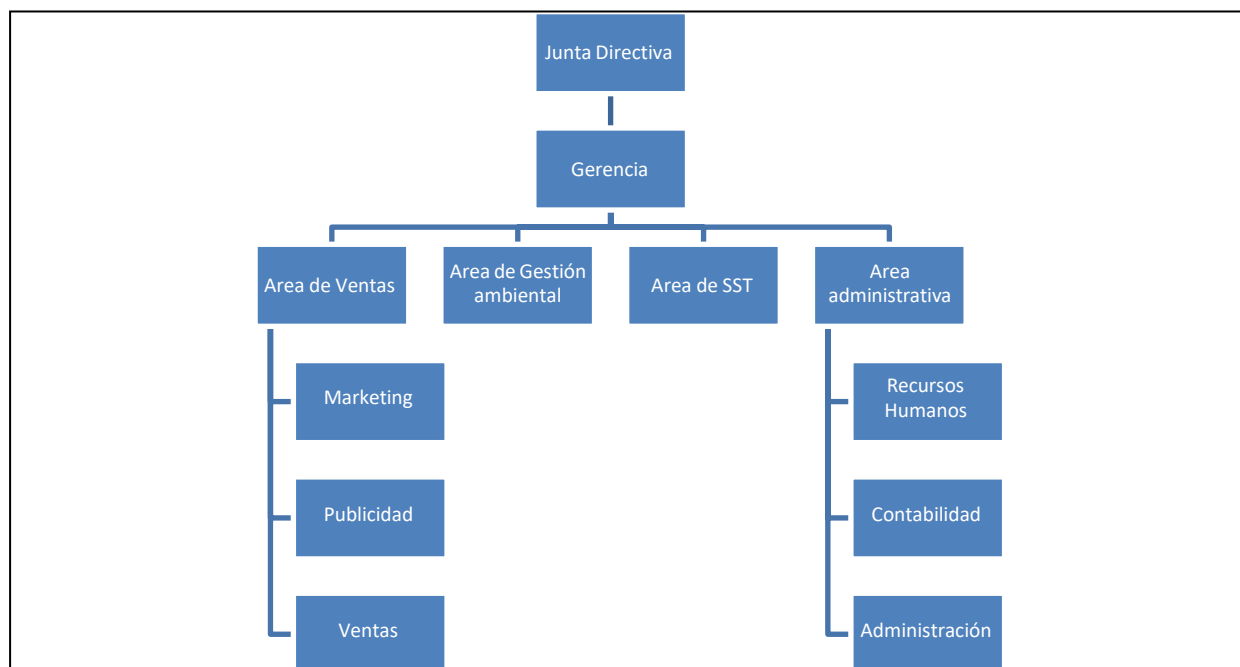 Junta Directiva
Gerencia
Area de Ventas
Area de Gestión
ambiental
Area de SST
Area
administrativa
Marketing
Publicidad
Ventas
Recursos
Humanos
Contabilidad
Administración